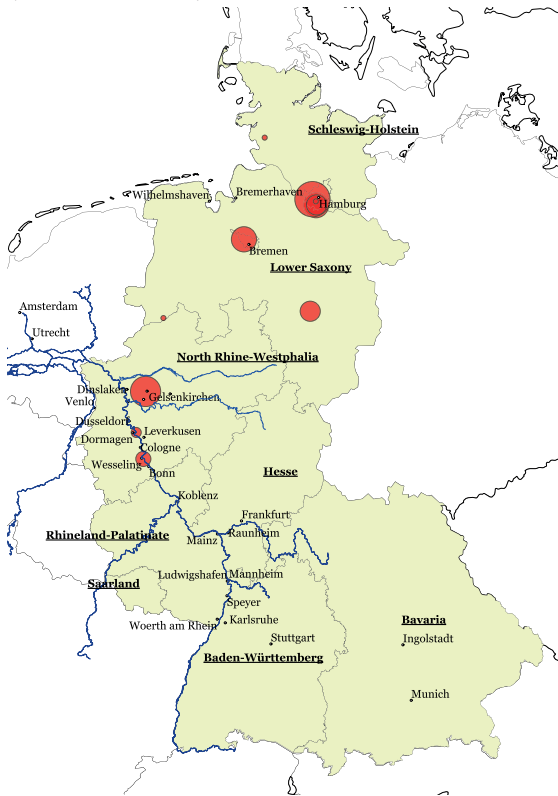 Schleswig-Holstein
Wilhelmshaven
Bremerhaven
Hamburg
Bremen
Lower Saxony
Amsterdam
Utrecht
North Rhine-Westphalia
Dinslaken
Gelsenkirchen
Venlo
Dusseldorf
Leverkusen
Dormagen
Cologne
Wesseling
Bonn
Hesse
Koblenz
Frankfurt
Rhineland-Palatinate
Mainz
Raunheim
Saarland
Ludwigshafen
Mannheim
Speyer
Woerth am Rhein
Karlsruhe
Bavaria
Stuttgart
Ingolstadt
Baden-Württemberg
Munich